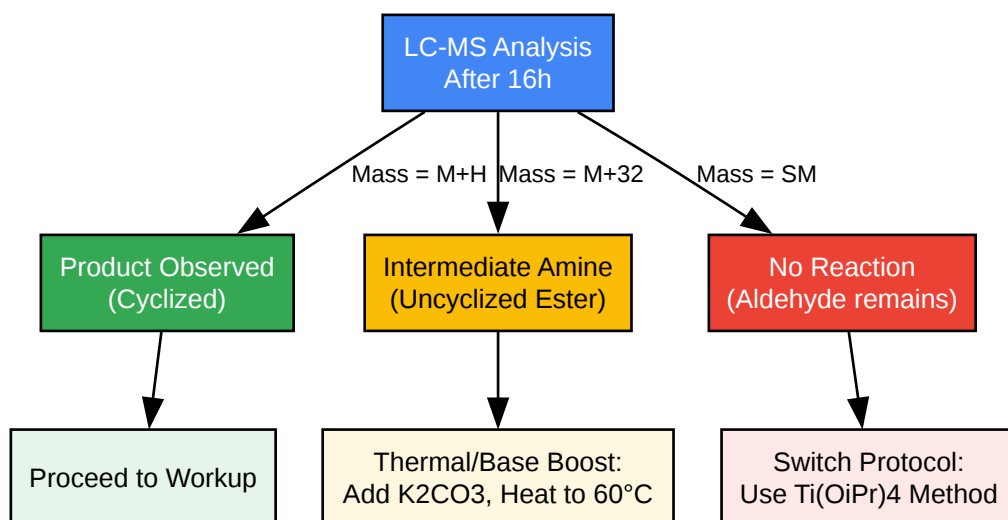 LC-MS Analysis
After 16h
Mass = M+H
Mass = M+32
Mass = SM
Product Observed
(Cyclized)
Intermediate Amine
(Uncyclized Ester)
No Reaction
(Aldehyde remains)
Proceed to Workup
Thermal/Base Boost:
Add K2CO3, Heat to 60°C
Switch Protocol:
Use Ti(OiPr)4 Method